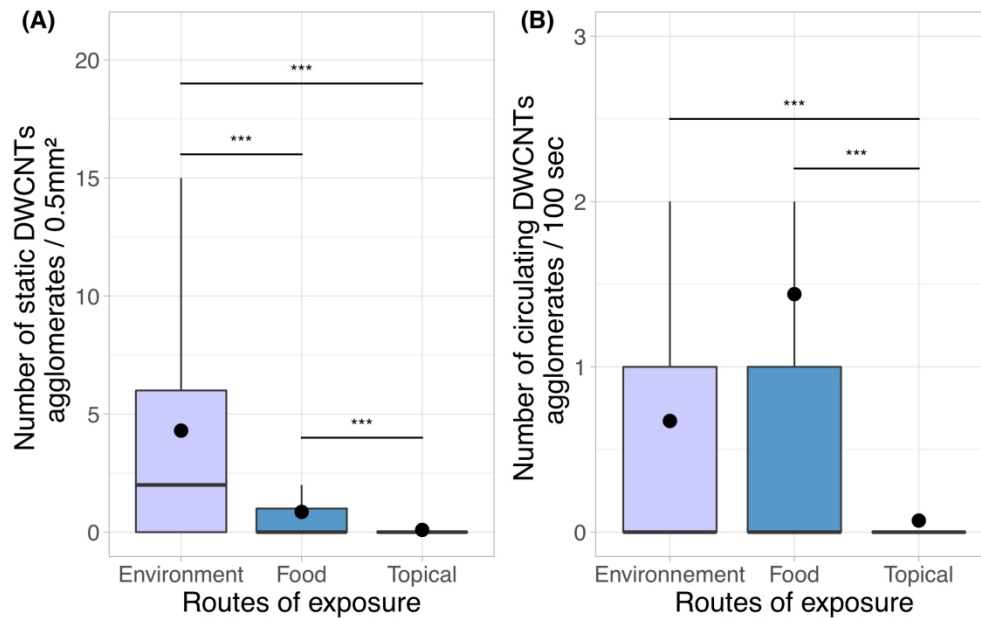 (A)
Number of static DWCNTs
agglomerates / 0.5mm²
20
15
10
5
0
***
***
***
Environment Food Topical
Routes of exposure
(B)
Number of circulating DWCNTs
agglomerates / 100 sec
3
2
1
0
***
***
Environnement Food Topical
Routes of exposure